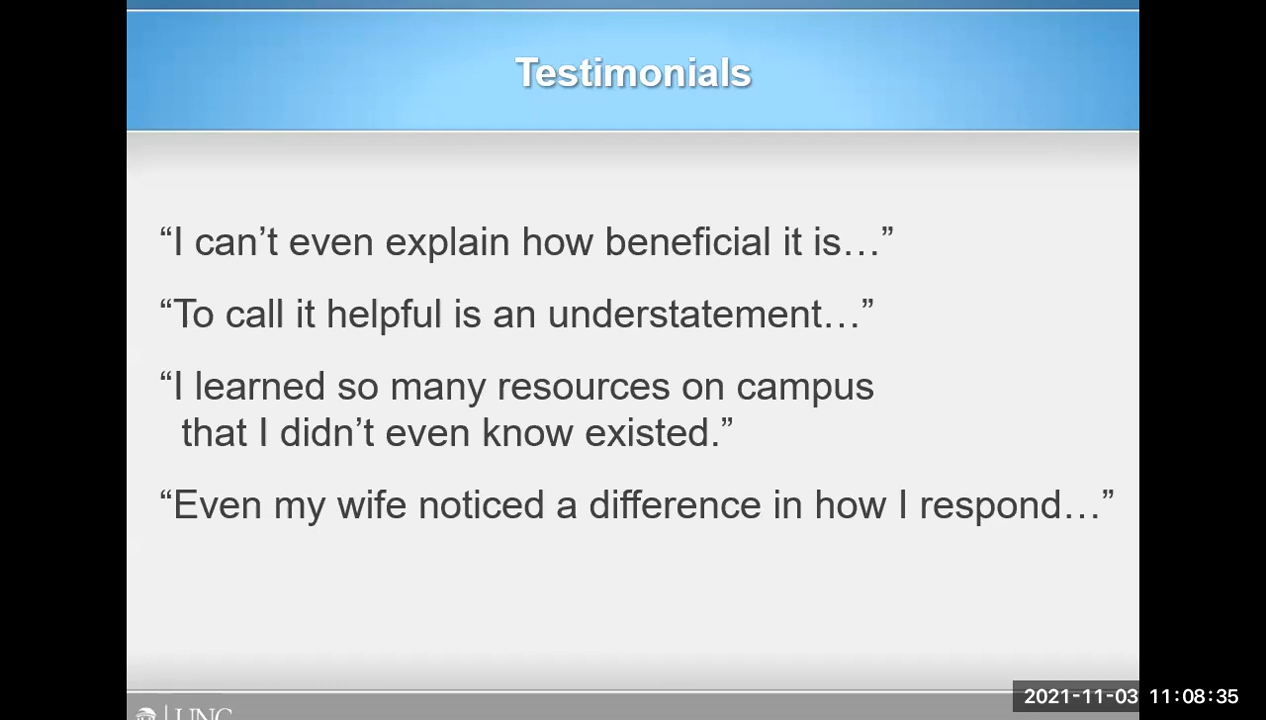 Testimonials
“I can’t even explain how beneficial it is…”
“To call it helpful is an understatement…”
“I learned so many resources on campus
that I didn’t even know existed.”
“Even my wife noticed a difference in how I respond…”
UNC
2021-11-03 11:08:35